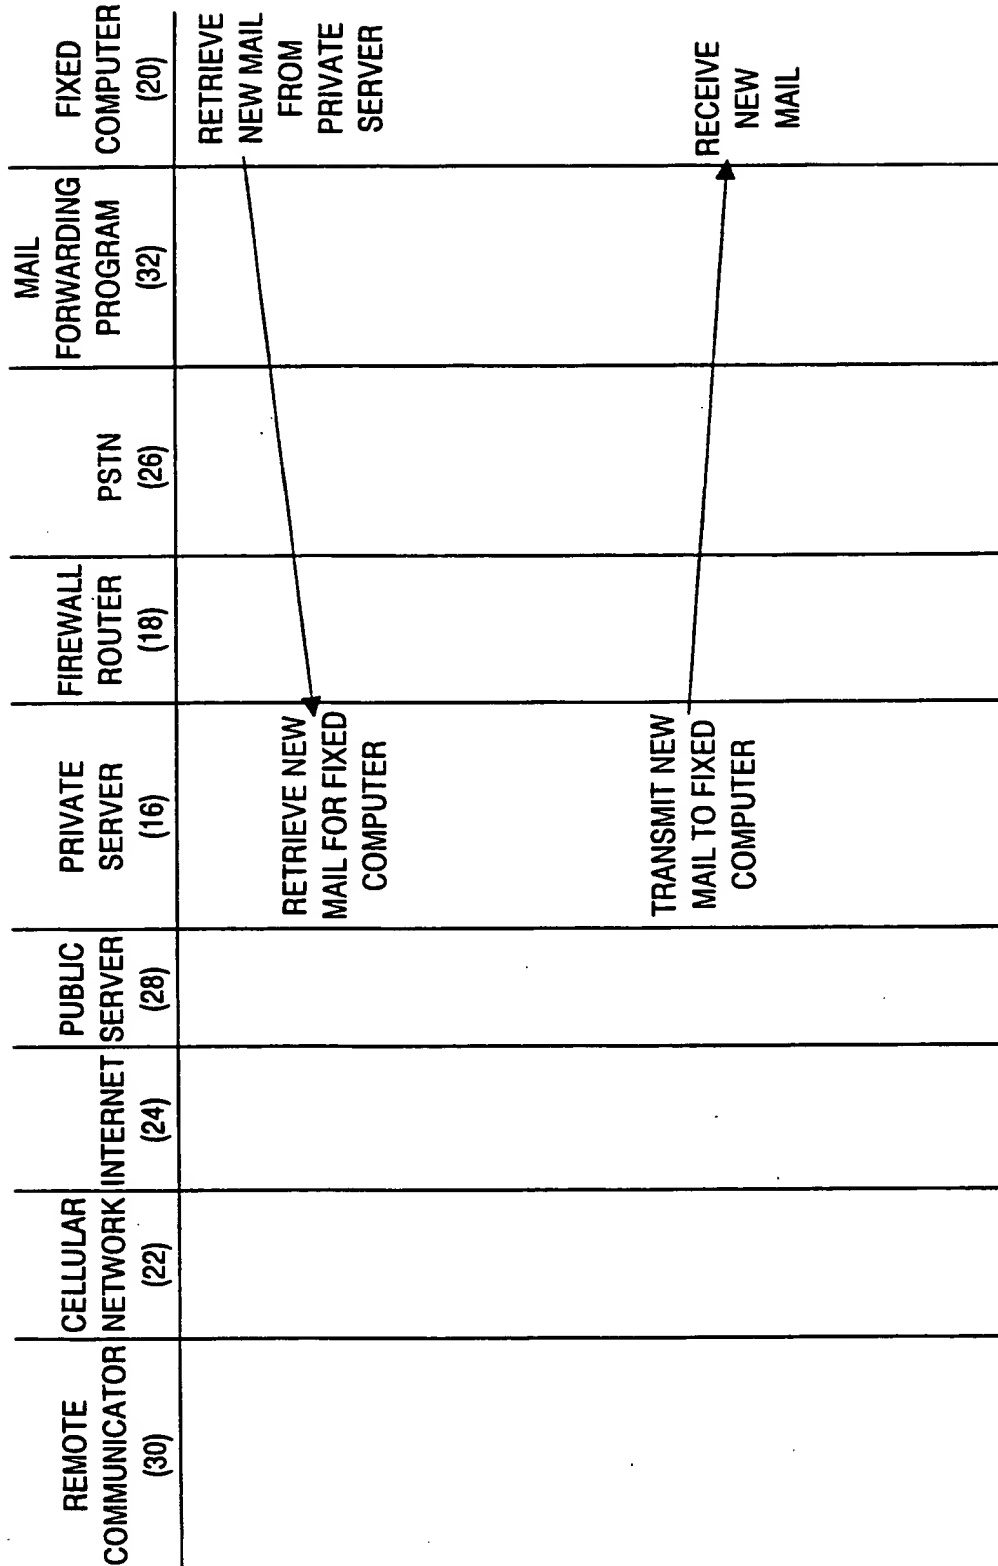 REMOTE
COMMUNICATOR
(30)
CELLULAR
NETWORK
(22)
INTERNET
(24)
PUBLIC
SERVER
(28)
PRIVATE
SERVER
(16)
FIREWALL
ROUTER
(18)
PSTN
(26)
MAIL
FORWARDING
PROGRAM
(32)
FIXED
COMPUTER
(20)
RETRIEVE
NEW MAIL
FROM
PRIVATE
SERVER
RETRIEVE NEW
MAIL FOR FIXED
COMPUTER
TRANSMIT NEW
MAIL TO FIXED
COMPUTER
RECEIVE
NEW
MAIL